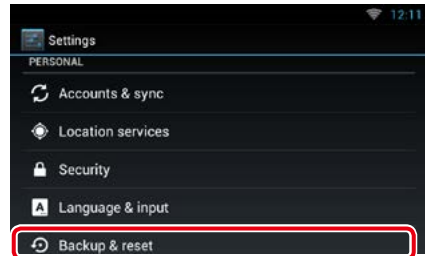 12:11
Settings
PERSONAL
Accounts & sync
Location services
Security
A Language & input
Backup & reset